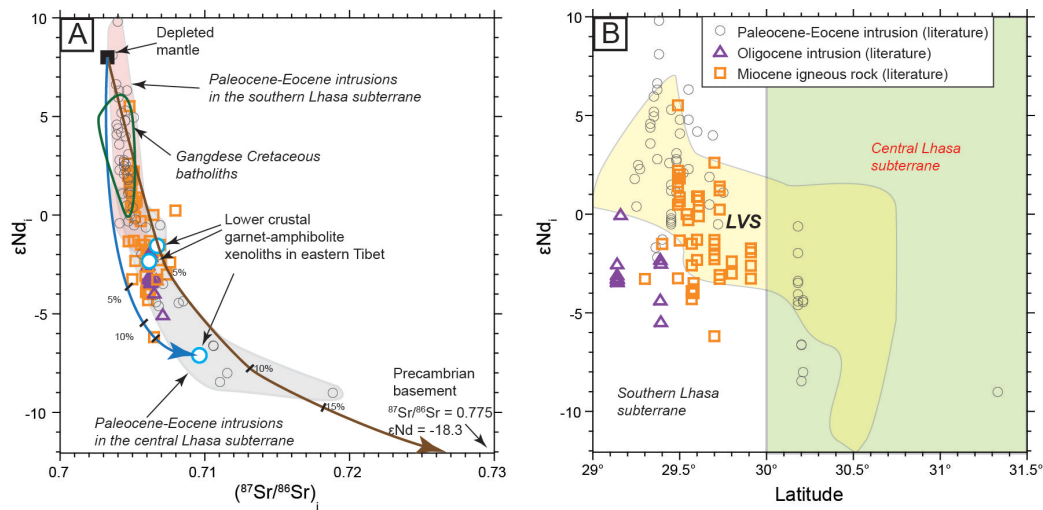 A
Depleted
mantle
Paleocene-Eocene intrusions
in the southern Lhasa subterrane
Gangdese Cretaceous
batholiths
Lower crustal
garnet-amphibolite
xenoliths in eastern Tibet
5%
5%
10%
10%
15%
Precambrian
basement
⁸⁷Sr/⁸⁶Sr = 0.775
εNd = -18.3
Paleocene-Eocene intrusions
in the central Lhasa subterrane
10
5
0
-5
-10
εNdᵢ
0.7
0.71
0.72
0.73
(⁸⁷Sr/⁸⁶Sr)ᵢ
B
Paleocene-Eocene intrusion (literature)
Oligocene intrusion (literature)
Miocene igneous rock (literature)
Central Lhasa
subterrane
LVS
Southern Lhasa
subterrane
10
5
0
-5
-10
εNdᵢ
29°
29.5°
30°
30.5°
31°
31.5°
Latitude